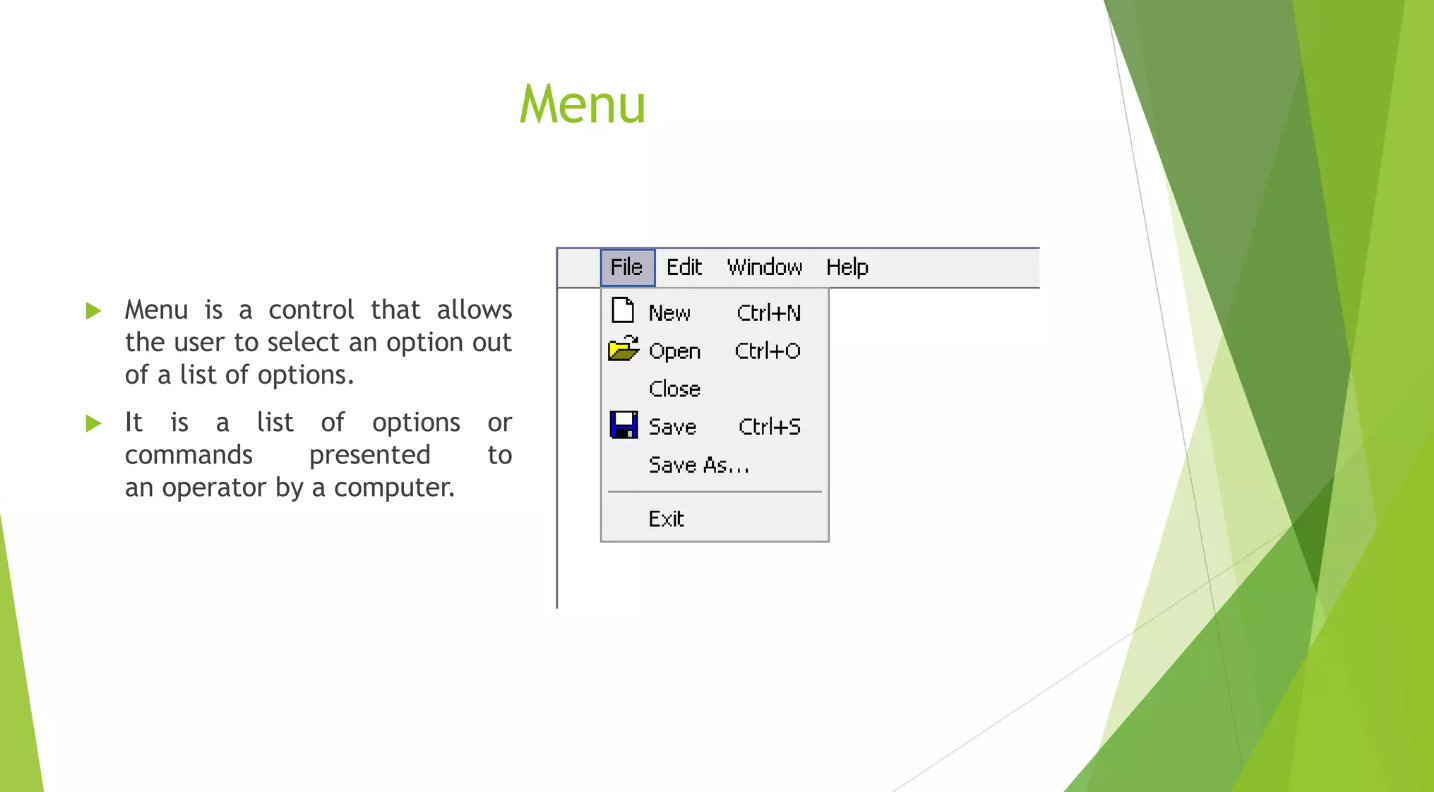 Menu
Menu is a control that allows
the user to select an option out
of a list of options.
It is a list of options or
commands presented to
an operator by a computer.
File Edit Window Help
New Ctrl+N
Open Ctrl+O
Close
Save Ctrl+S
Save As...
Exit